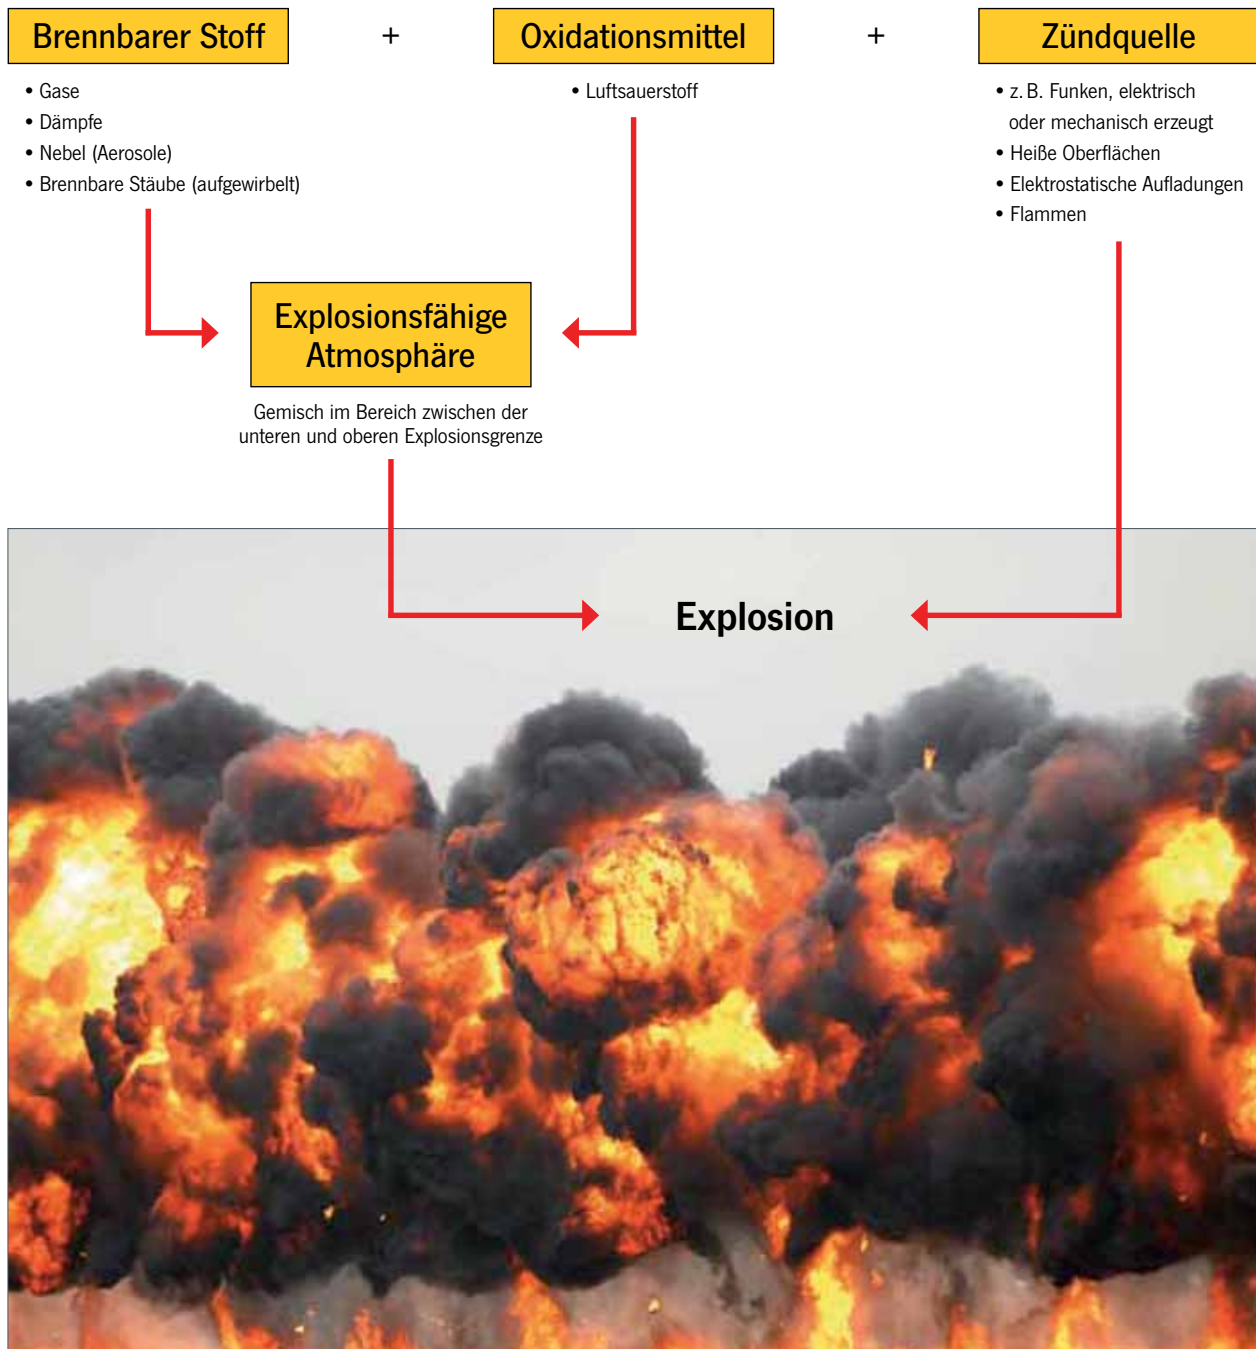 Brennbarer Stoff + Oxidationsmittel + Zündquelle
• Gase
• Dämpfe
• Nebel (Aerosole)
• Brennbare Stäube (aufgewirbelt)
• Luftsauerstoff
• z. B. Funken, elektrisch
oder mechanisch erzeugt
• Heiße Oberflächen
• Elektrostatische Aufladungen
• Flammen
Explosionsfähige
Atmosphäre
Gemisch im Bereich zwischen der
unteren und oberen Explosionsgrenze
Explosion